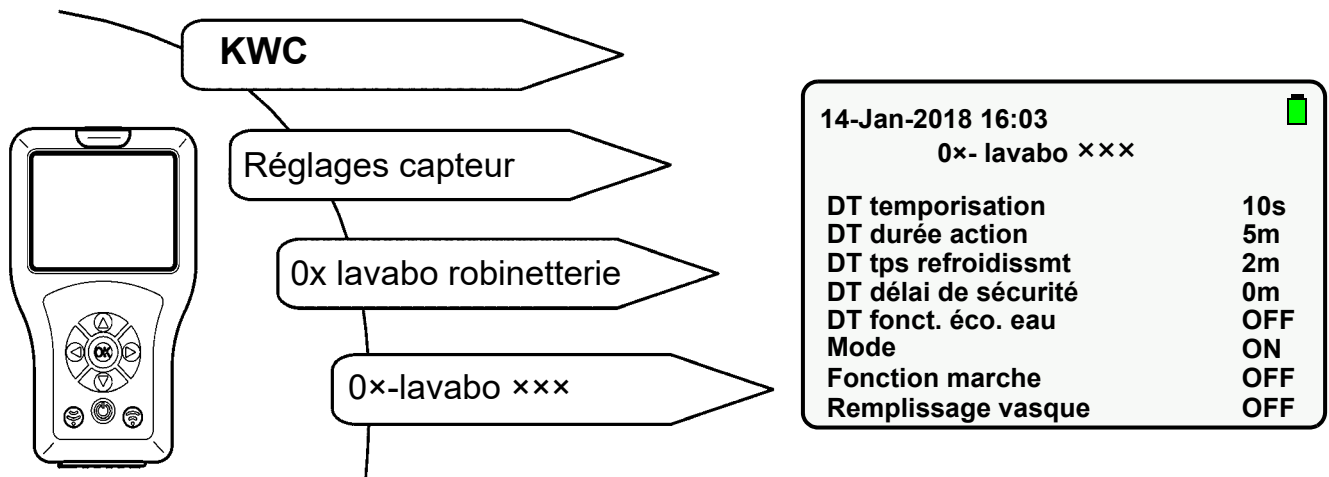 KWC
Réglages capteur
0x lavabo robinetterie
0×-lavabo ×××
OK
14-Jan-2018 16:03
0×- lavabo ×××
DT temporisation 10s
DT durée action 5m
DT tps refroidissmt 2m
DT délai de sécurité 0m
DT fonct. éco. eau OFF
Mode ON
Fonction marche OFF
Remplissage vasque OFF